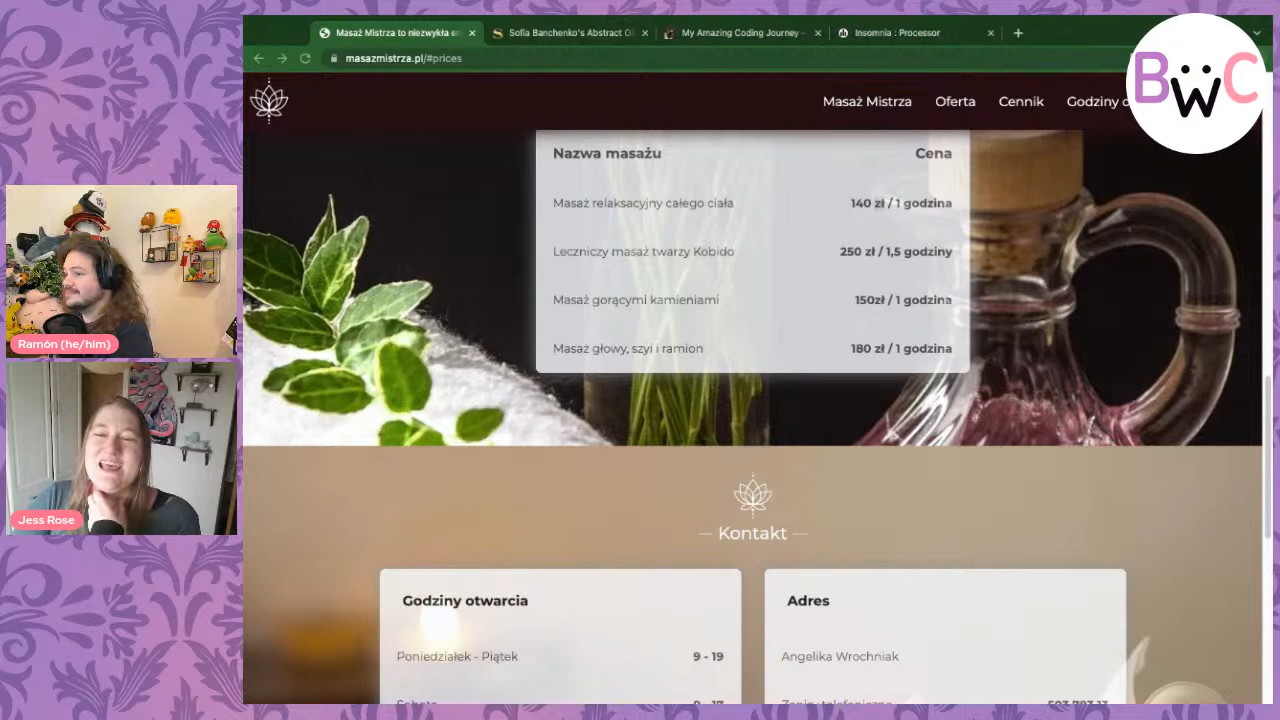 Masaż Mistrza to niezwykła
Sofia Banchenko's Abstract
My Amazing Coding Journey –
Insomnia : Processor
masazmistrza.pl/#prices
BWC
Masaż Mistrza
Oferta
Cennik
Godziny
Nazwa masażu Cena
Masaż relaksacyjny całego ciała 140 zł / 1 godzina
Leczniczy masaż twarzy Kobido 250 zł / 1,5 godziny
Masaż gorącymi kamieniami 150zł / 1 godzina
Masaż głowy, szyi i ramion 180 zł / 1 godzina
Ramón (he/him)
Jess Rose
— Kontakt —
Godziny otwarcia
Poniedziałek - Piątek 9 - 19
Adres
Angelika Wrochniak